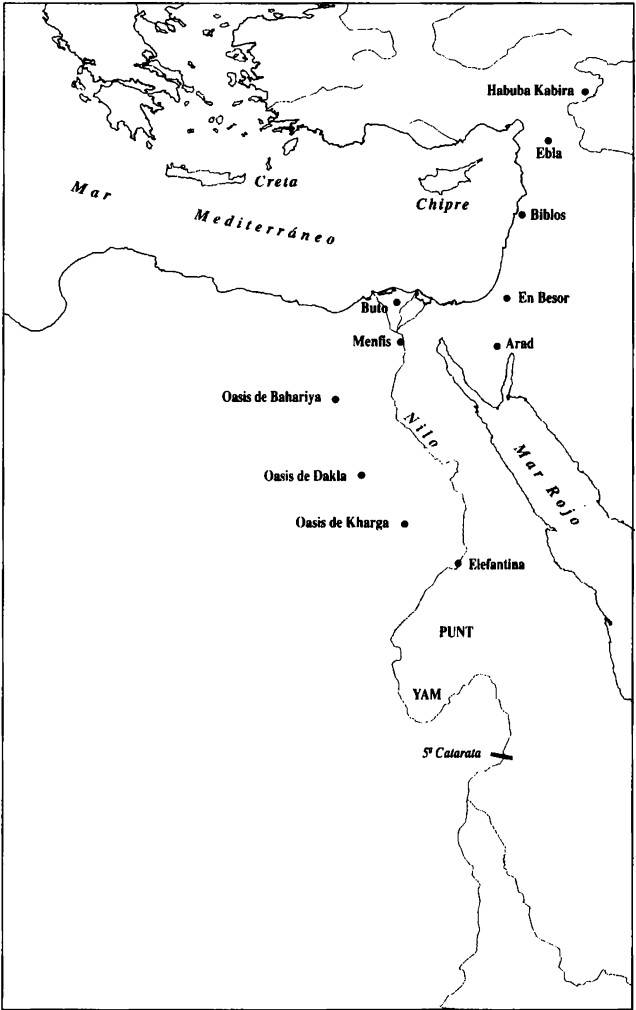 Habuba Kabira
Ebla
Creta
Chipre
Mar
Mediterráneo
Biblos
En Besor
Buto
Menfis
Arad
Oasis de Bahariya
Nilo
Mar Rojo
Oasis de Dakla
Oasis de Kharga
Elefantina
PUNT
YAM
5ª Catarata